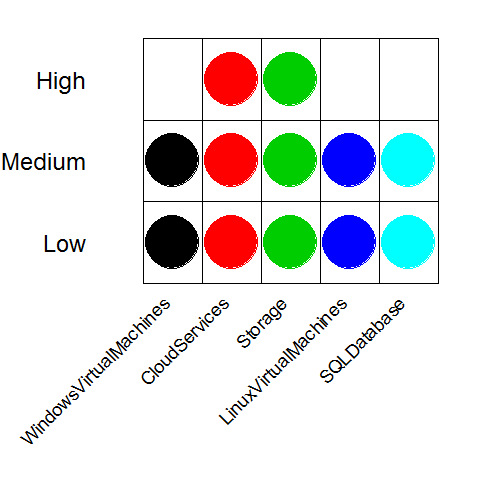 High
Medium
Low
WindowsVirtualMachines
CloudServices
Storage
LinuxVirtualMachines
SQLDatabase